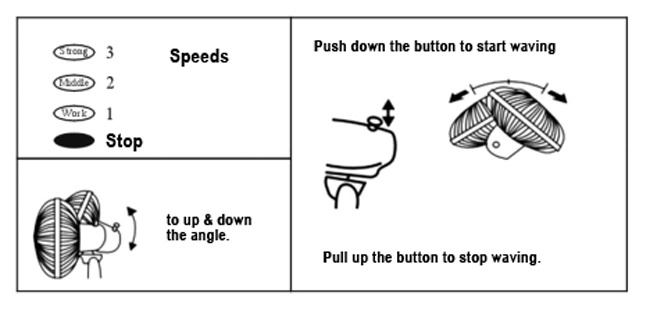 Strong 3
Speeds
Middle 2
Work 1
Stop
to up & down
the angle.
Push down the button to start waving
Pull up the button to stop waving.